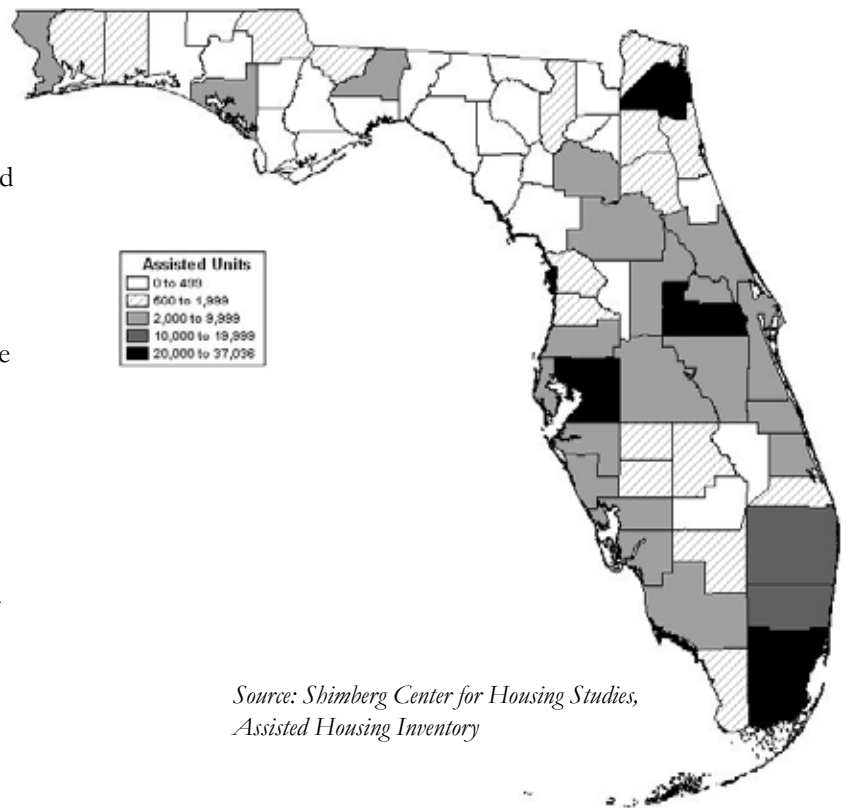 d
e
Assisted Units
0 to 499
500 to 1,999
2,000 to 9,999
10,000 to 19,999
20,000 to 37,036
Source: Shimberg Center for Housing Studies,
Assisted Housing Inventory